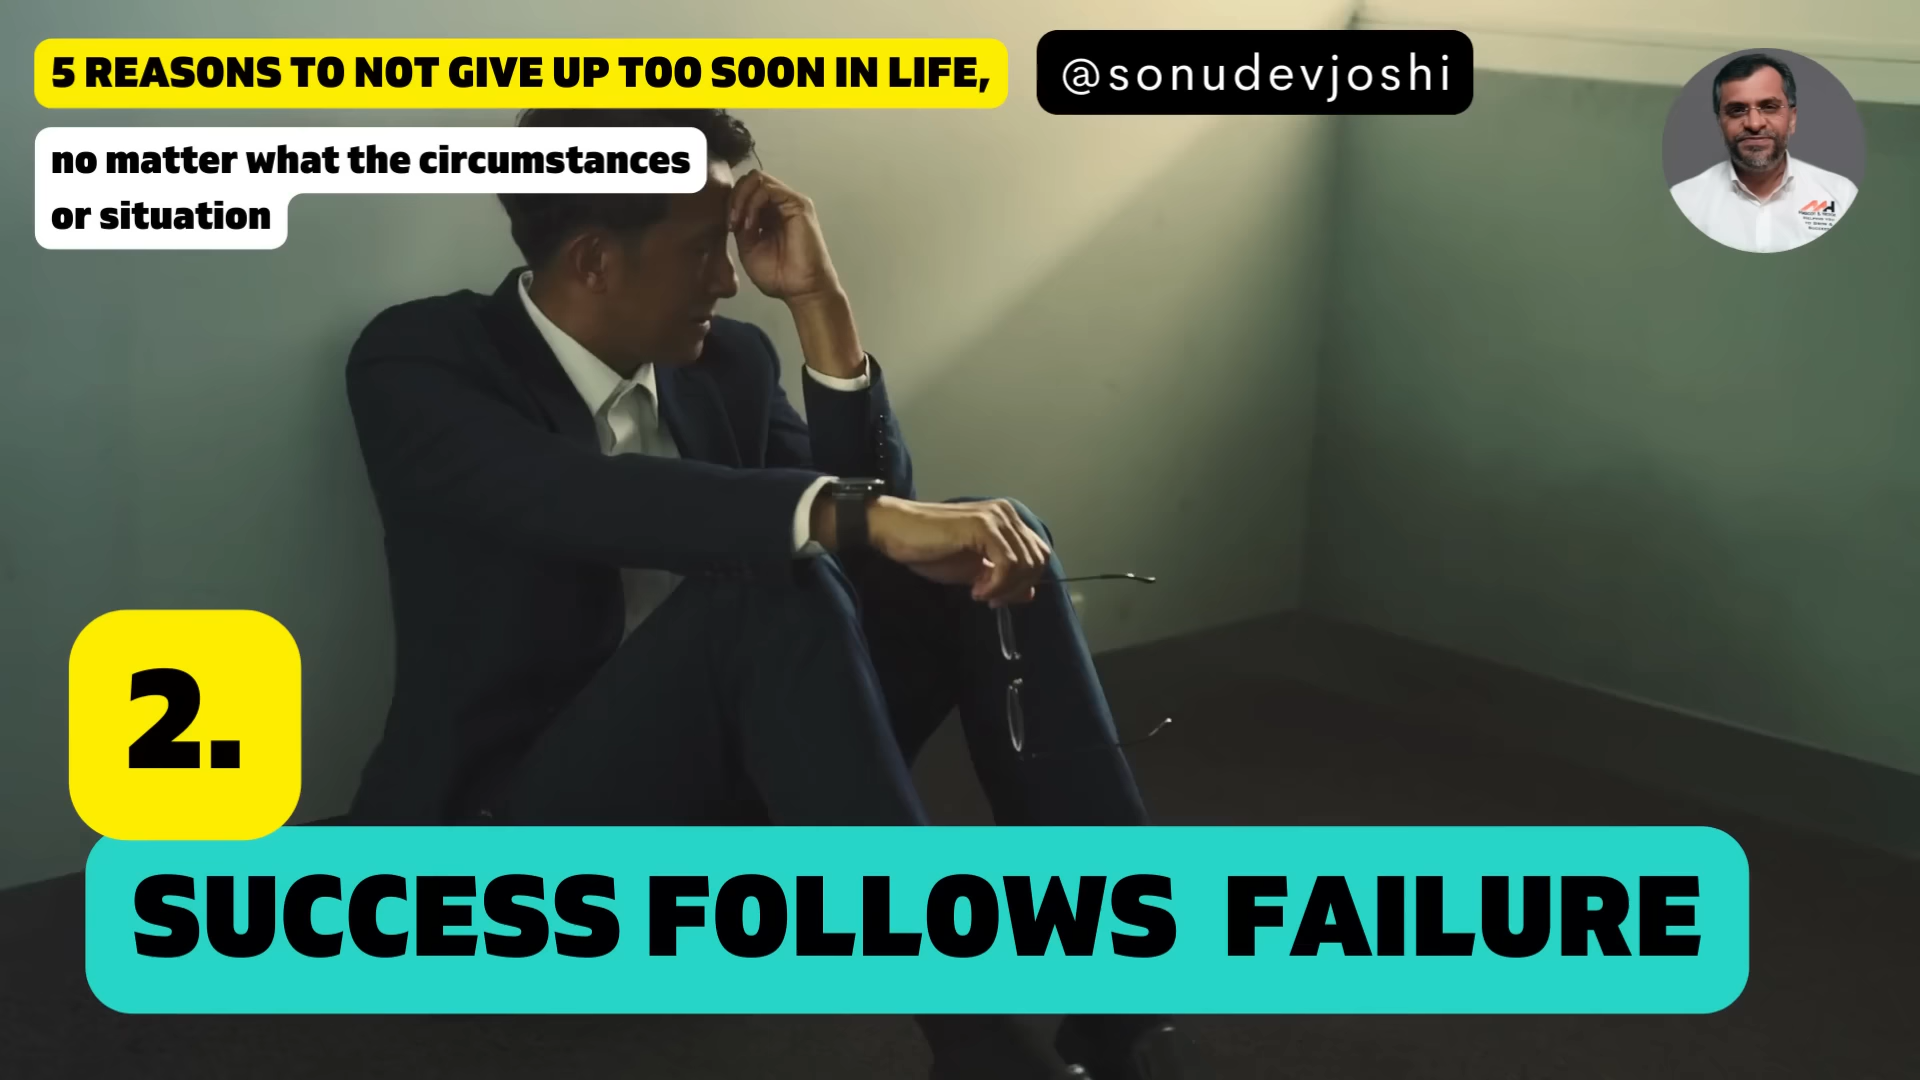 5 REASONS TO NOT GIVE UP TOO SOON IN LIFE,
@sonudevjoshi
no matter what the circumstances
or situation
2.
SUCCESS FOLLOWS FAILURE